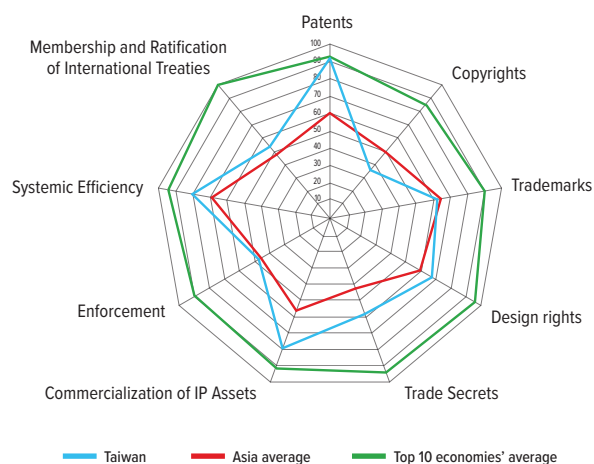 Patents
100
90
80
70
60
50
40
30
20
10
Membership and Ratification
of International Treaties
Copyrights
Systemic Efficiency
Trademarks
Enforcement
Design rights
Commercialization of IP Assets
Trade Secrets
Taiwan
Asia average
Top 10 economies' average